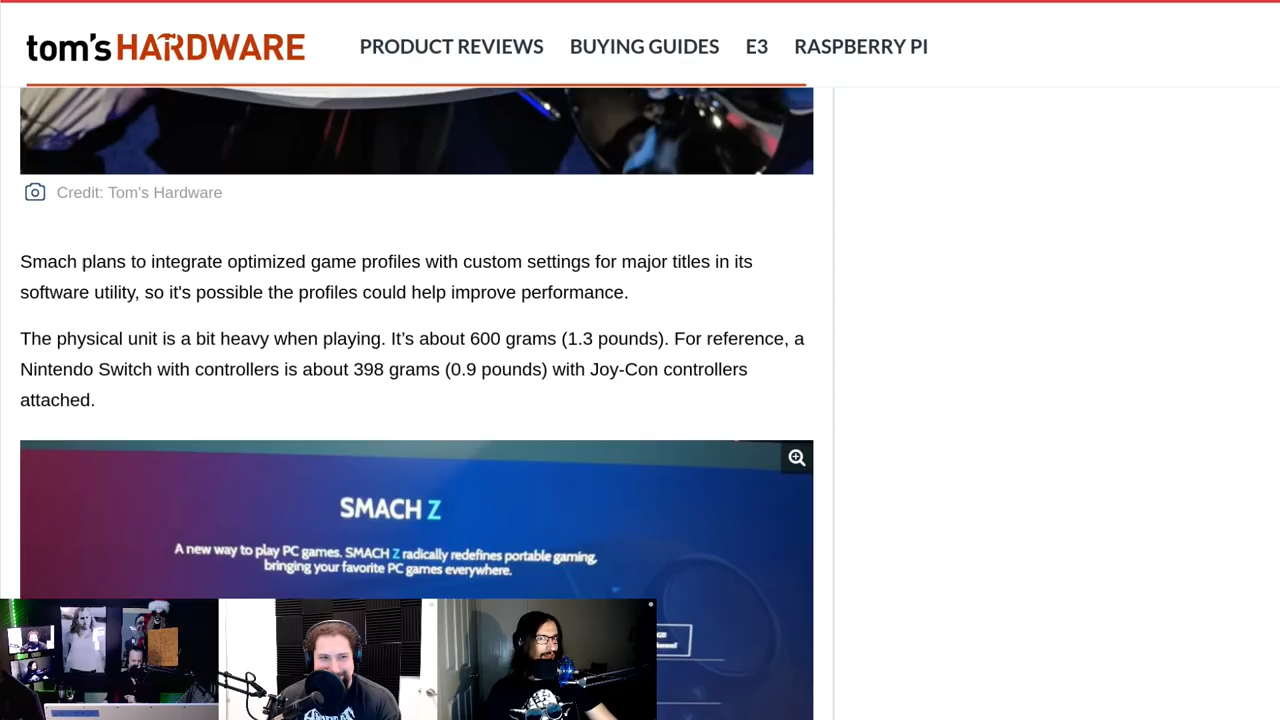 tom's HARDWARE
PRODUCT REVIEWS BUYING GUIDES E3 RASPBERRY PI
Credit: Tom's Hardware
Smach plans to integrate optimized game profiles with custom settings for major titles in its
software utility, so it's possible the profiles could help improve performance.
The physical unit is a bit heavy when playing. It’s about 600 grams (1.3 pounds). For reference, a
Nintendo Switch with controllers is about 398 grams (0.9 pounds) with Joy-Con controllers
attached.
SMACH Z
A new way to play PC games. SMACH Z radically redefines portable gaming,
bringing your favorite PC games everywhere.